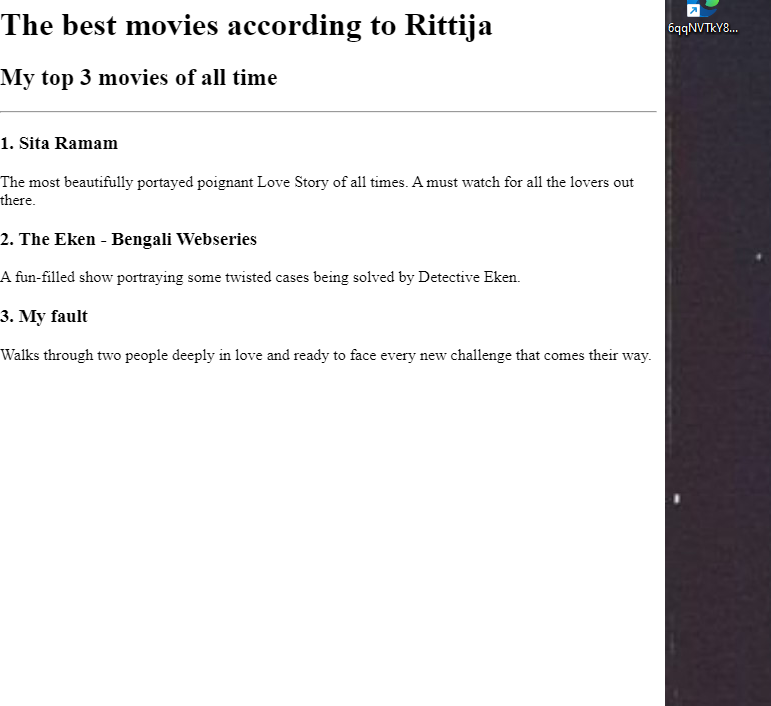 The best movies according to Rittija
My top 3 movies of all time
1. Sita Ramam
The most beautifully portayed poignant Love Story of all times. A must watch for all the lovers out
there.
2. The Eken - Bengali Webseries
A fun-filled show portraying some twisted cases being solved by Detective Eken.
3. My fault
Walks through two people deeply in love and ready to face every new challenge that comes their way.
6qqNVTkY8...